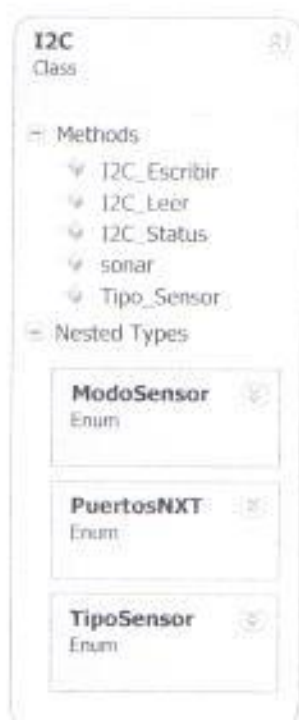 I2C
Class
Methods
I2C_Escribir
I2C_Leer
I2C_Status
sonar
Tipo_Sensor
Nested Types
ModoSensor
Enum
PuertosNXT
Enum
TipoSensor
Enum